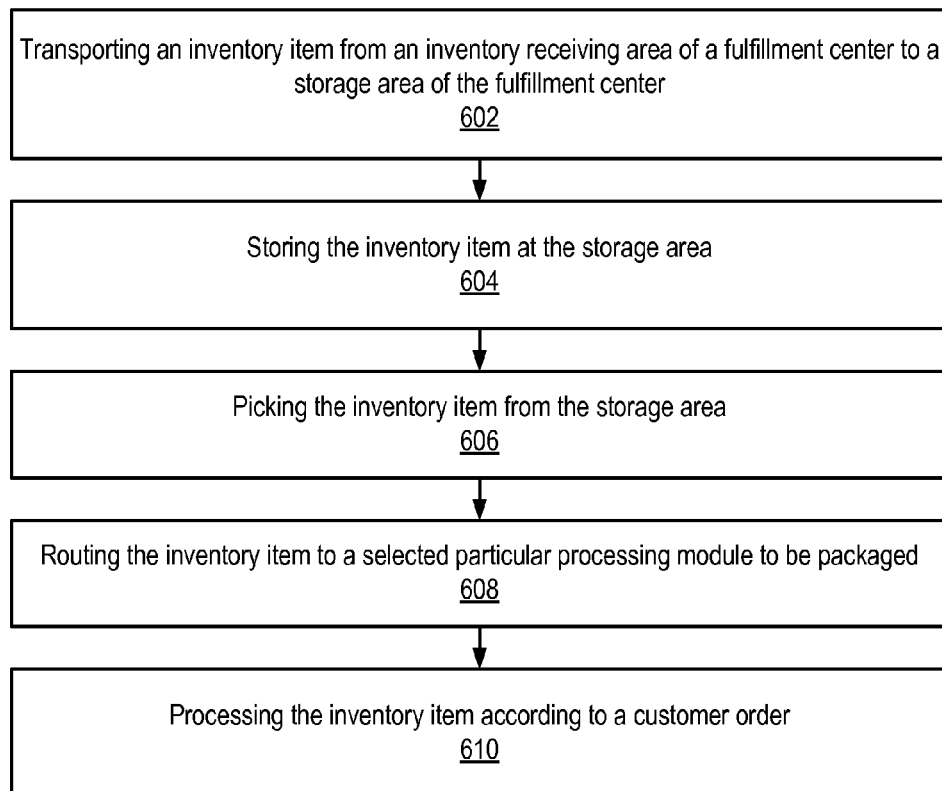 Transporting an inventory item from an inventory receiving area of a fulfillment center to a
storage area of the fulfillment center
602
Storing the inventory item at the storage area
604
Picking the inventory item from the storage area
606
Routing the inventory item to a selected particular processing module to be packaged
608
Processing the inventory item according to a customer order
610